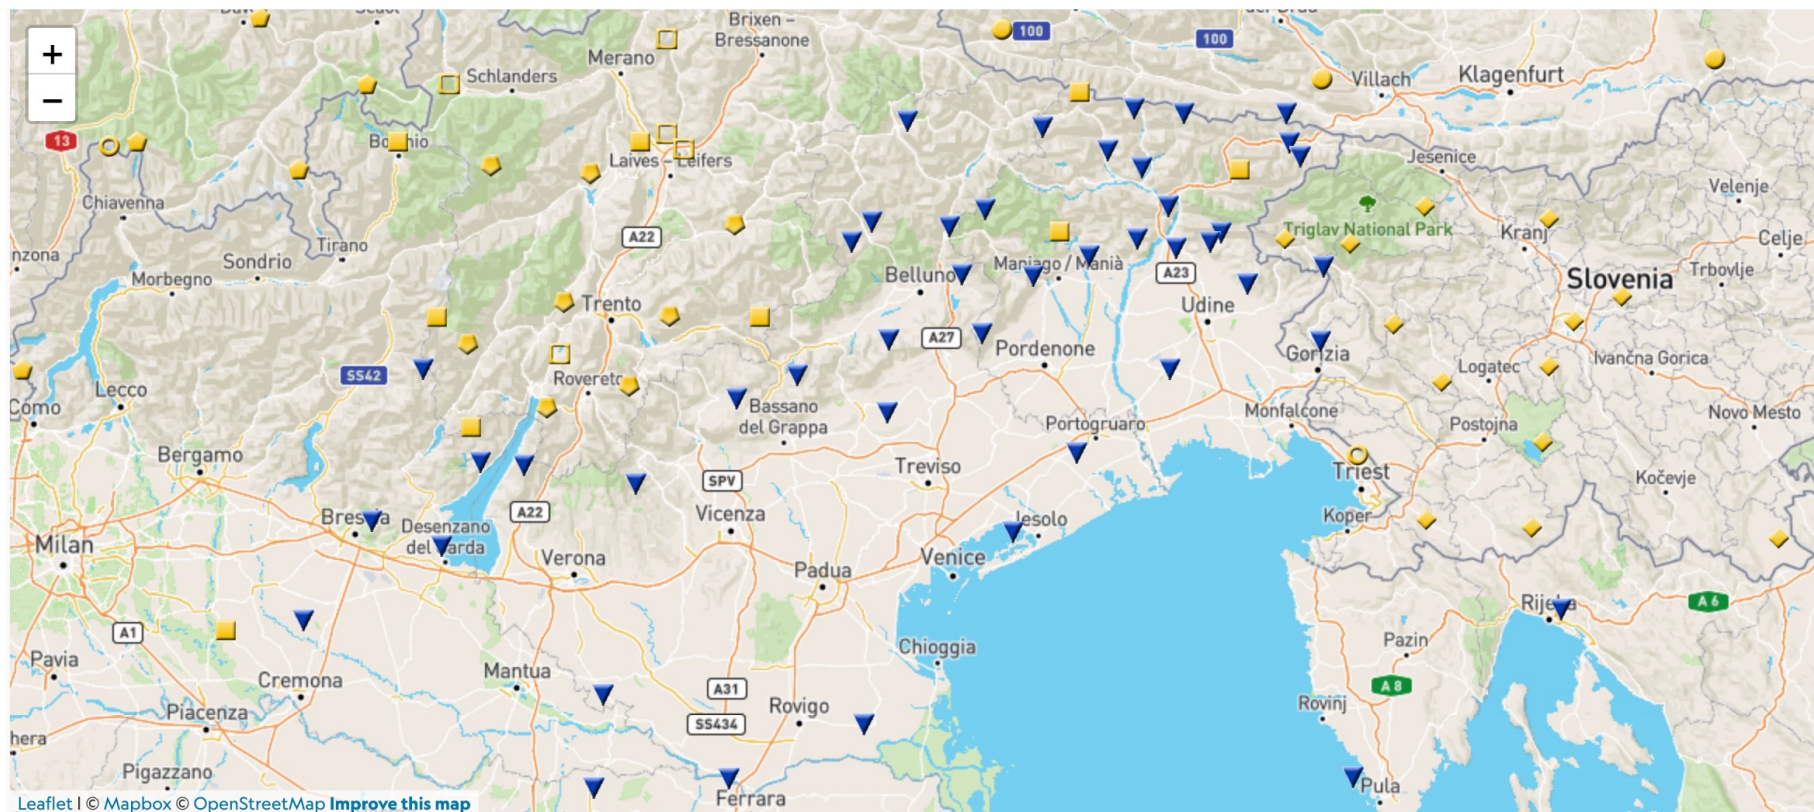 +
−
Brixen –
Bressanone
100
100
Merano
Schlanders
Villach
Klagenfurt
13
Laives – Leifers
Jesenice
Chiavenna
Velenje
A22
Triglav National Park
Kranj
Celje
Tirano
Sondrio
Morbegno
Belluno
Maniago / Manià
A23
Slovenia
Trbovlje
Trento
Udine
A27
Pordenone
Gorizia
SS42
Rovereto
Logatec
Ivančna Gorica
Lecco
Como
Bassano
del Grappa
Monfalcone
Portogruaro
Postojna
Novo Mesto
Bergamo
Treviso
SPV
Triest
Kočevje
A22
Vicenza
Jesolo
Koper
Brescia
Desenzano
del Garda
Milan
Verona
Venice
Padua
Rijeka
A 6
A1
Chioggia
Pazin
Pavia
Mantua
Cremona
A31
A 8
Piacenza
SS434
Rovigo
Rovinj
Pigazzano
Ferrara
Pula
Leaflet | © Mapbox © OpenStreetMap Improve this map